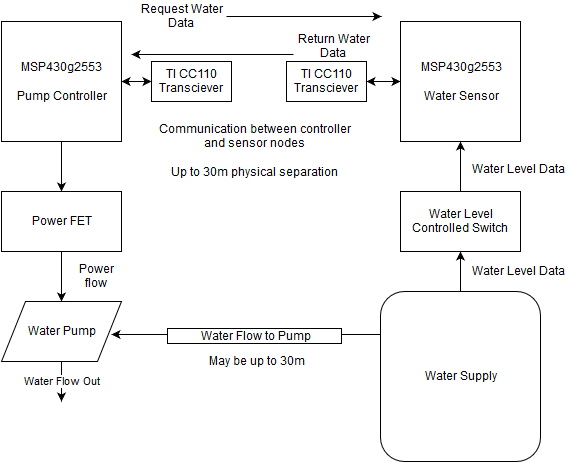 Request Water
Data
Return Water
Data
MSP430g2553
Pump Controller
TI CC110
Transciever
TI CC110
Transciever
MSP430g2553
Water Sensor
Communication between controller
and sensor nodes
Up to 30m physical separation
Water Level Data
Power FET
Water Level
Controlled Switch
Power
flow
Water Level Data
Water Pump
Water Flow to Pump
May be up to 30m
Water Supply
Water Flow Out